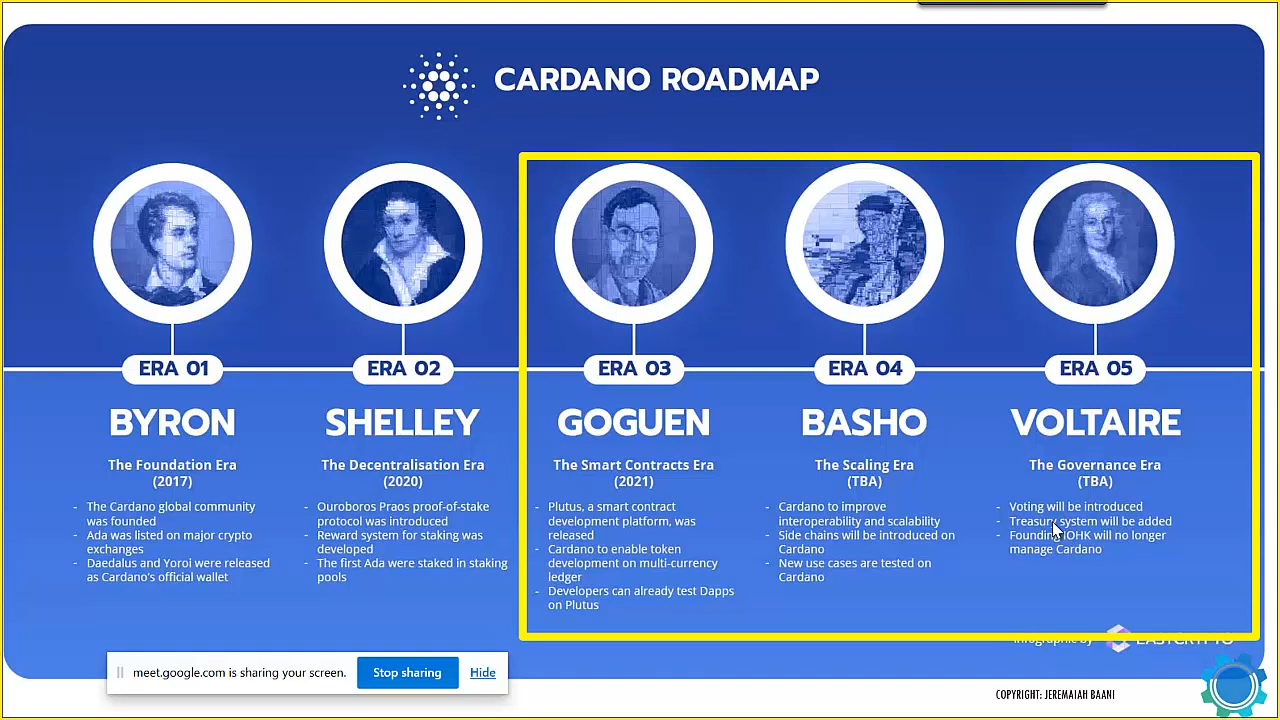 CARDANO ROADMAP
ERA 01
BYRON
The Foundation Era
(2017)
- The Cardano global community
was founded
- Ada was listed on major crypto
exchanges
- Daedalus and Yoroi were released
as Cardano's official wallet
ERA 02
SHELLEY
The Decentralisation Era
(2020)
- Ouroboros Praos proof-of-stake
protocol was introduced
- Reward system for staking was
developed
- The first Ada were staked in staking
pools
ERA 03
GOGUEN
The Smart Contracts Era
(2021)
- Plutus, a smart contract
development platform, was
released
- Cardano to enable token
development on multi-currency
ledger
- Developers can already test Dapps
on Plutus
ERA 04
BASHO
The Scaling Era
(TBA)
- Cardano to improve
interoperability and scalability
- Side chains will be introduced on
Cardano
- New use cases are tested on
Cardano
ERA 05
VOLTAIRE
The Governance Era
(TBA)
- Voting will be introduced
- Treasury system will be added
- Founding IOHK will no longer
manage Cardano
Infographic by EASYCRYPTO
meet.google.com is sharing your screen.
Stop sharing
Hide
COPYRIGHT: JEREMAIAH BAANI